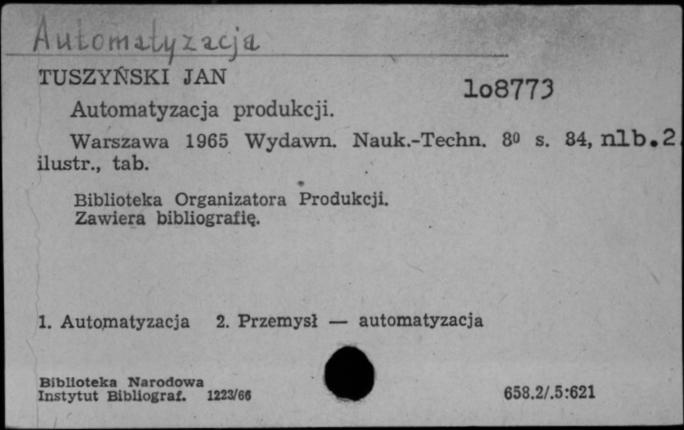 Automatyzacja
TUSZYŃSKI JAN
lo8773
Automatyzacja produkcji.
Warszawa 1965 Wydawn. Nauk.-Techn. 8⁰ s. 84, nlb.2.
ilustr., tab.
Biblioteka Organizatora Produkcji.
Zawiera bibliografię.
1. Automatyzacja 2. Przemysł — automatyzacja
Biblioteka Narodowa
Instytut Bibliograf. 1223/66
658.2/.5:621